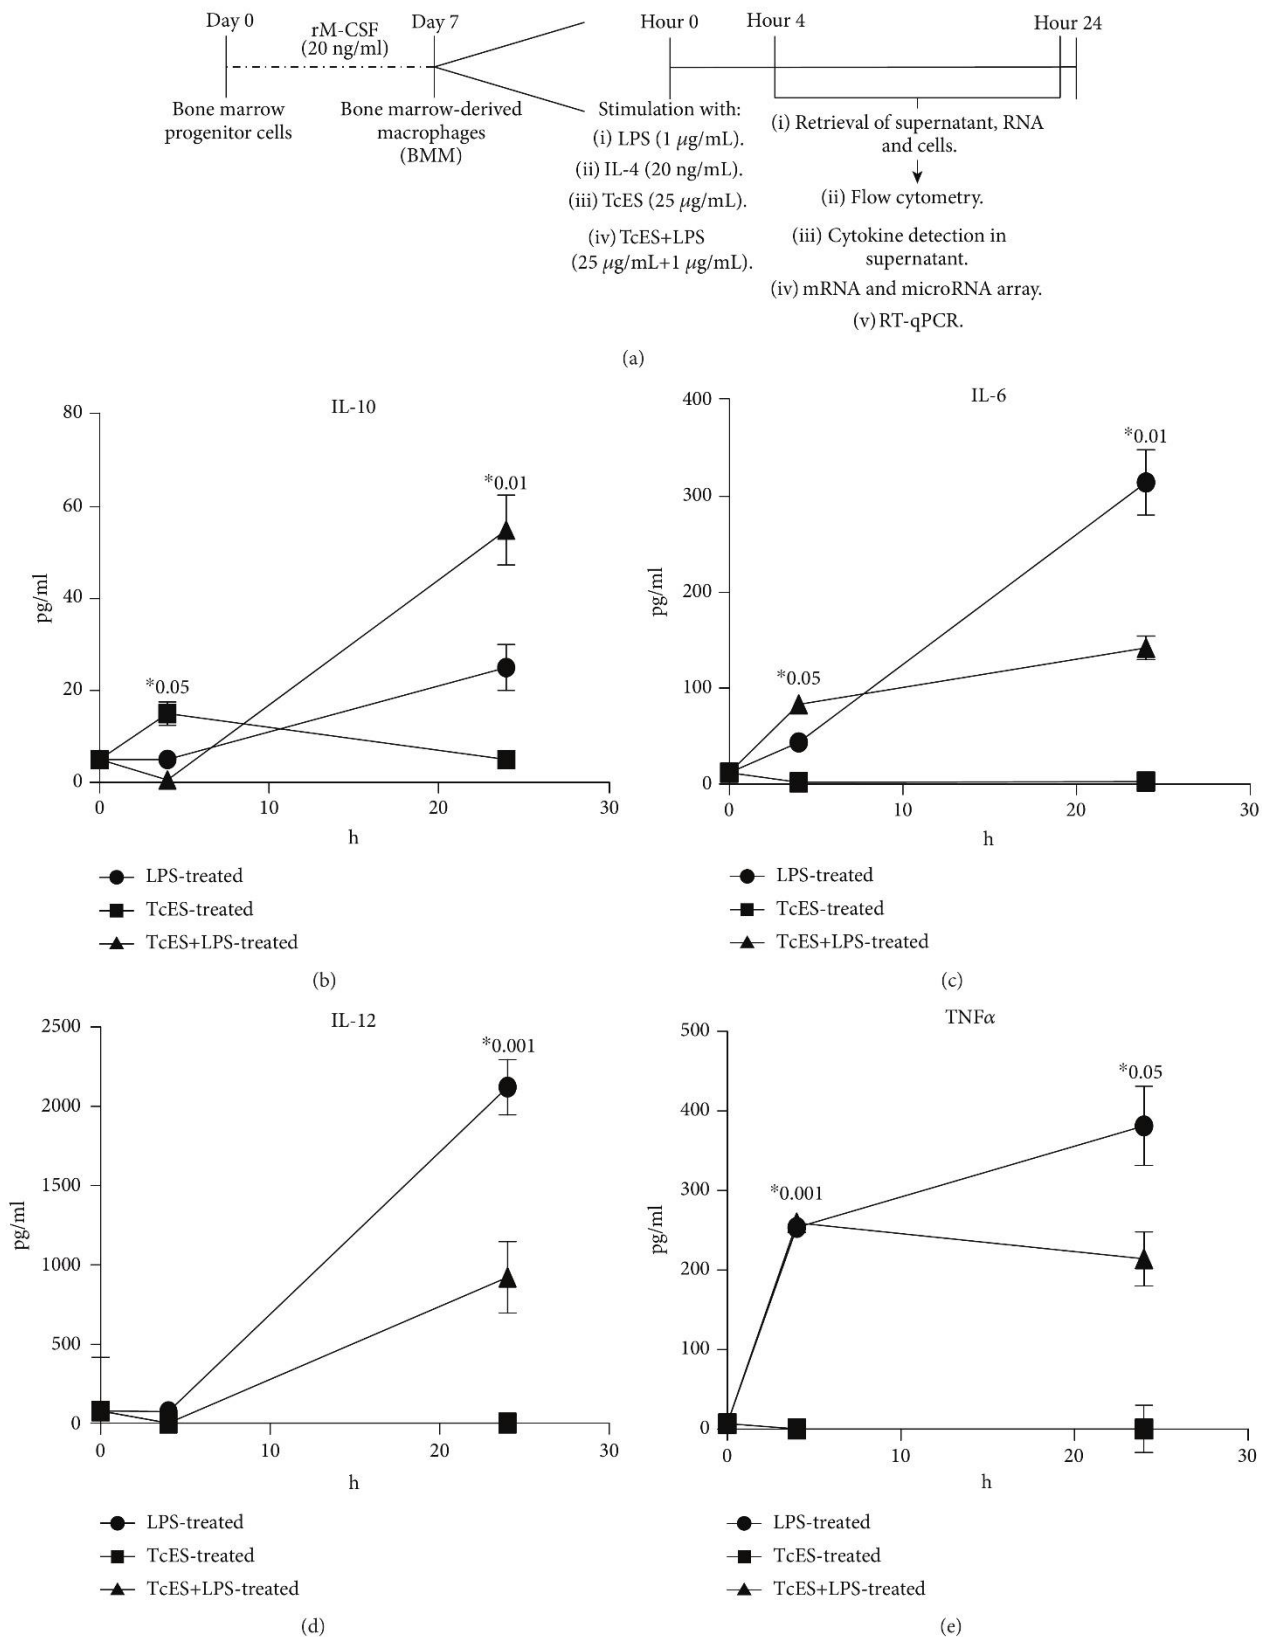 Day 0
rM-CSF
(20 ng/ml)
Day 7
Hour 0
Hour 4
Hour 24
Bone marrow
progenitor cells
Bone marrow-derived
macrophages
(BMM)
Stimulation with:
(i) LPS (1 μg/mL).
(ii) IL-4 (20 ng/mL).
(iii) TcES (25 μg/mL).
(iv) TcES+LPS
(25 μg/mL+1 μg/mL).
(i) Retrieval of supernatant, RNA
and cells.
(ii) Flow cytometry.
(iii) Cytokine detection in
supernatant.
(iv) mRNA and microRNA array.
(v) RT-qPCR.
(a)
IL-10
80
60
40
20
0
pg/ml
*0.05
*0.01
0
10
20
30
h
LPS-treated
TcES-treated
TcES+LPS-treated
(b)
IL-6
400
300
200
100
0
pg/ml
*0.05
*0.01
0
10
20
30
h
LPS-treated
TcES-treated
TcES+LPS-treated
(c)
IL-12
2500
2000
1500
1000
500
0
pg/ml
*0.001
0
10
20
30
h
LPS-treated
TcES-treated
TcES+LPS-treated
(d)
TNFα
500
400
300
200
100
0
pg/ml
*0.001
*0.05
0
10
20
30
h
LPS-treated
TcES-treated
TcES+LPS-treated
(e)